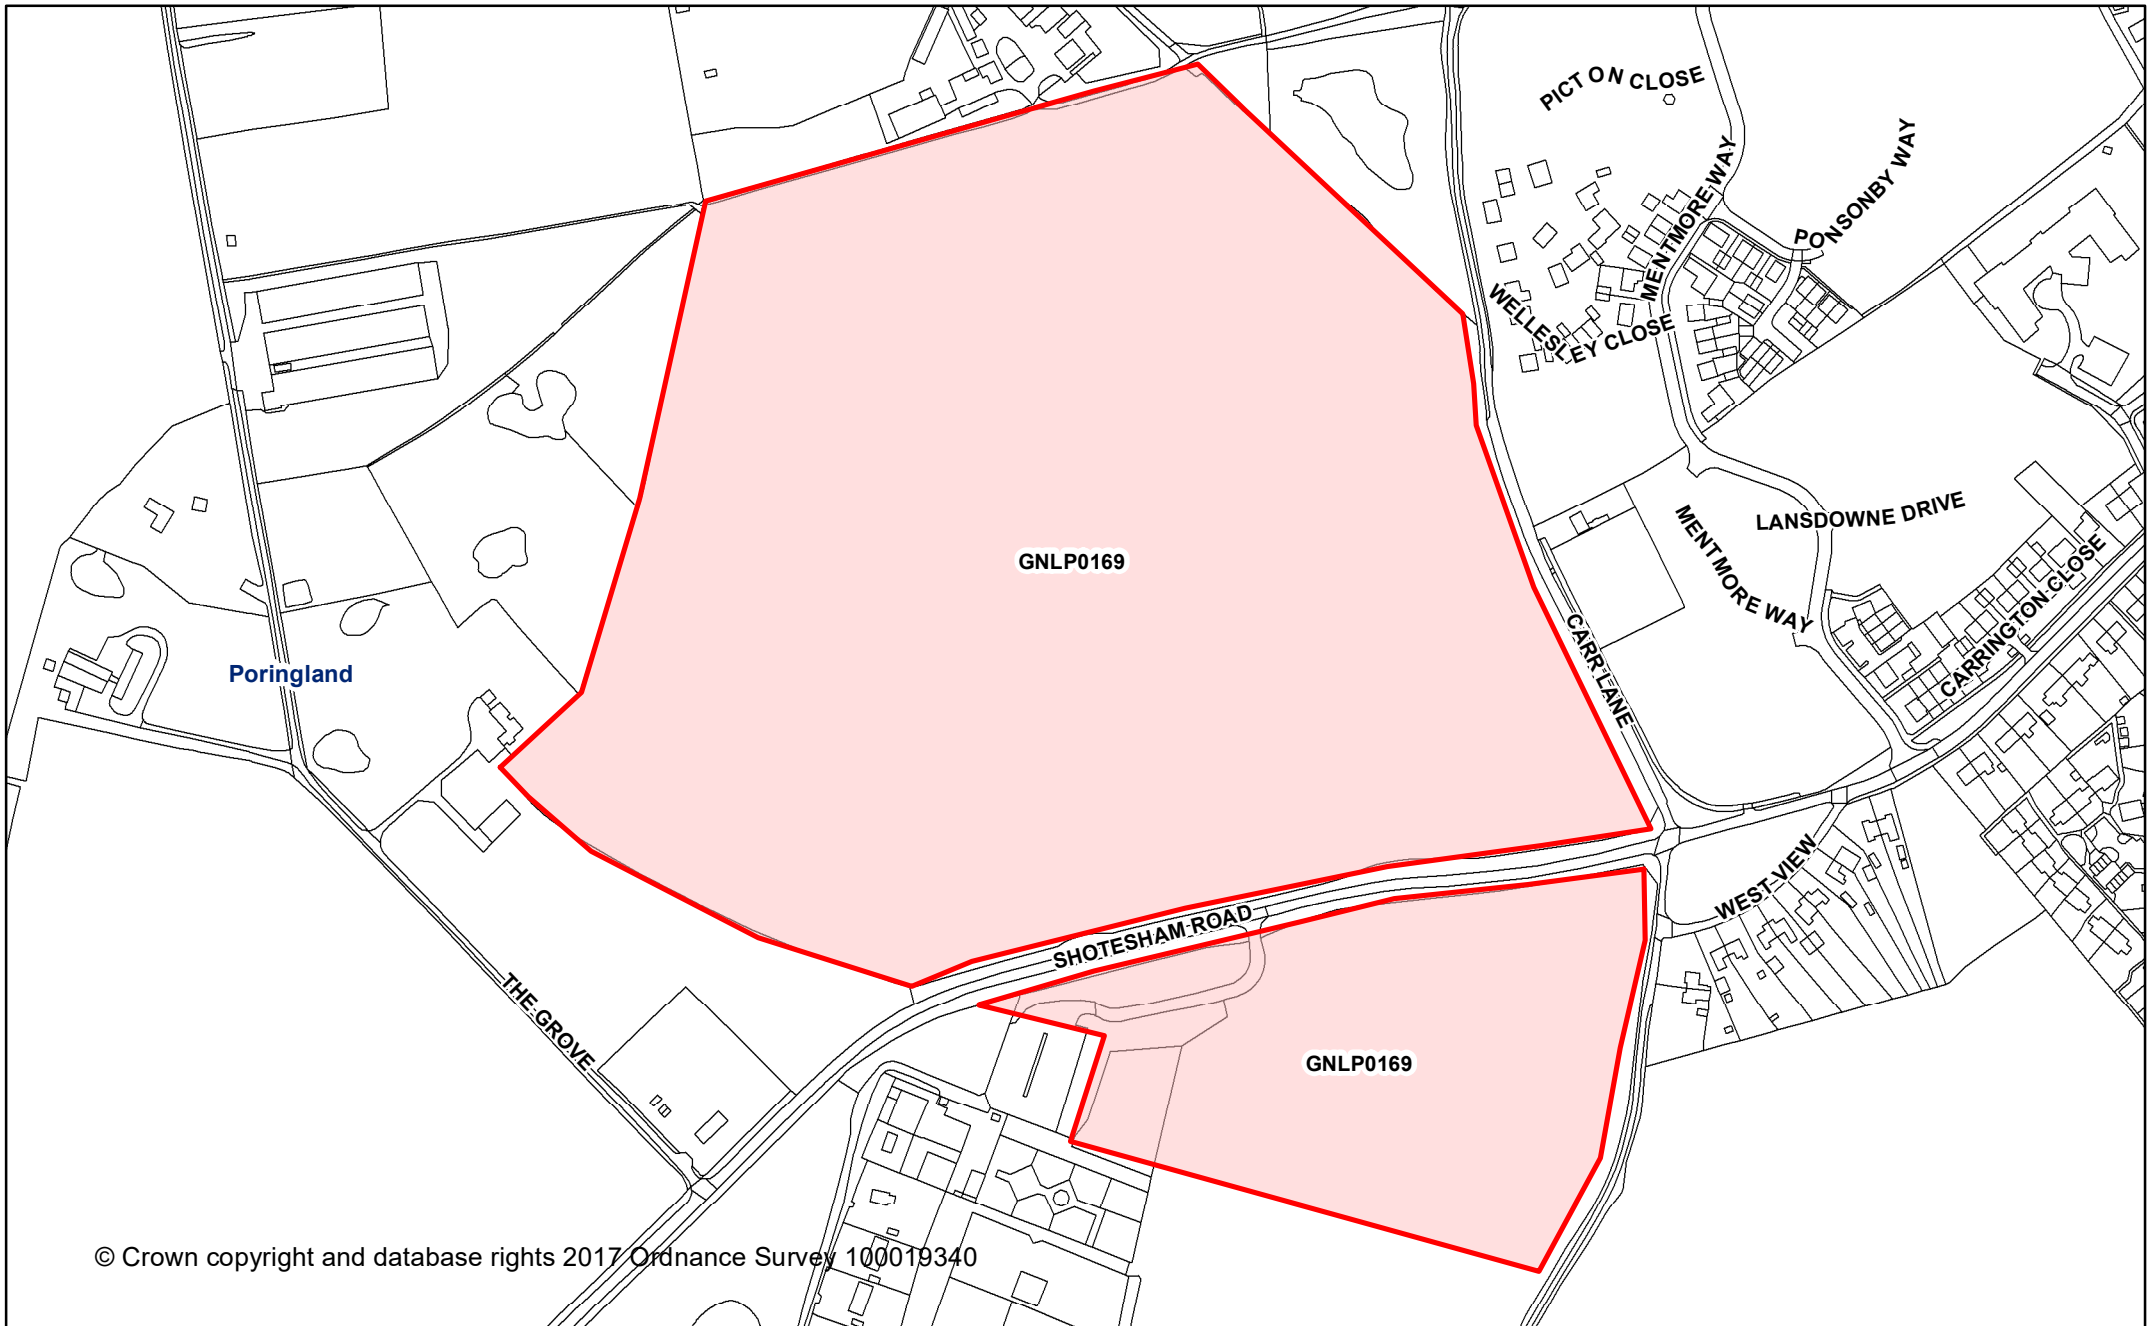 PICTON CLOSE
MENTMORE WAY
PONSONBY WAY
WELLESLEY CLOSE
GNLP0169
MENTMORE WAY
LANSDOWNE DRIVE
CARRINGTON CLOSE
CARR LANE
Poringland
WEST VIEW
SHOTESHAM ROAD
THE GROVE
GNLP0169
© Crown copyright and database rights 2017 Ordnance Survey 100019340